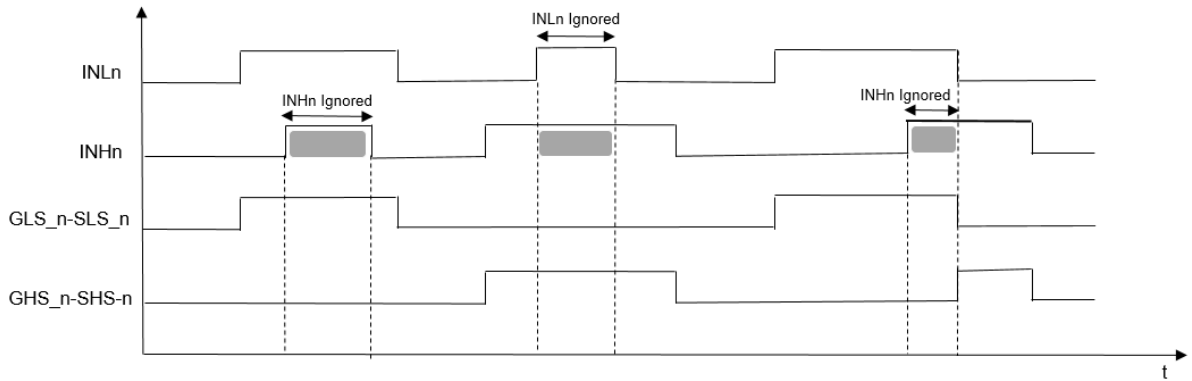 INLn Ignored
INLn
INHn Ignored
INHn Ignored
INHn
GLS_n-SLS_n
GHS_n-SHS-n
t